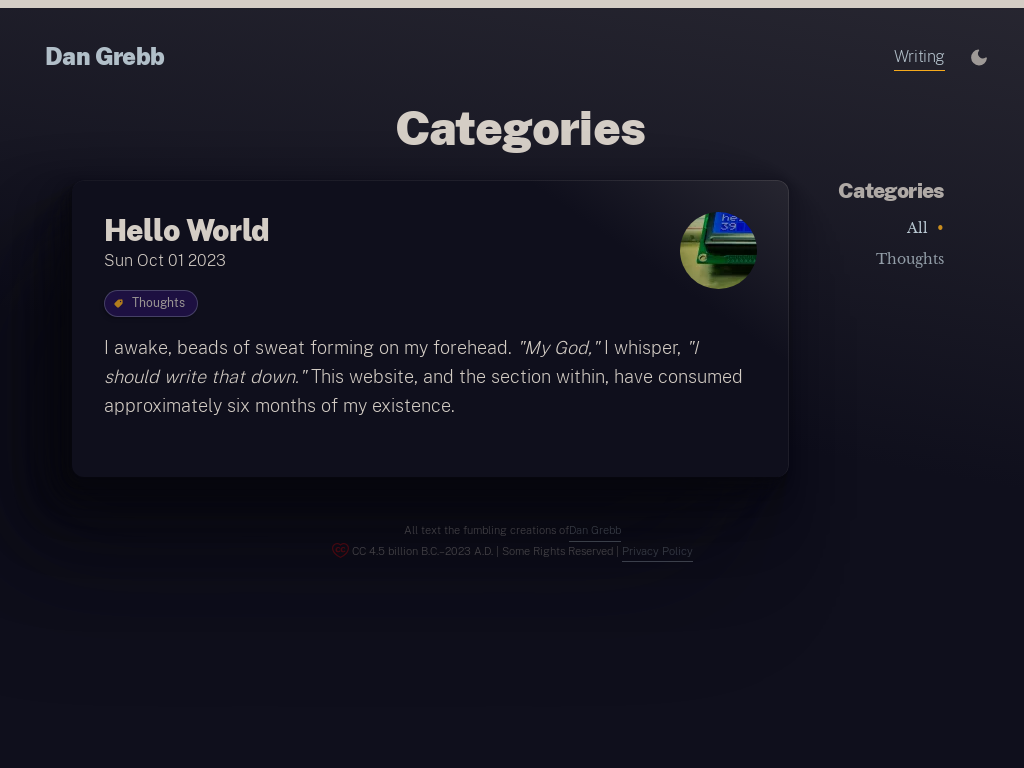 Dan Grebb
Writing
Categories
Hello World
Sun Oct 01 2023
Thoughts
I awake, beads of sweat forming on my forehead. "My God," I whisper, "I
should write that down." This website, and the section within, have consumed
approximately six months of my existence.
Categories
All •
Thoughts
All text the fumbling creations ofDan Grebb
CC 4.5 billion B.C.–2023 A.D. | Some Rights Reserved | Privacy Policy